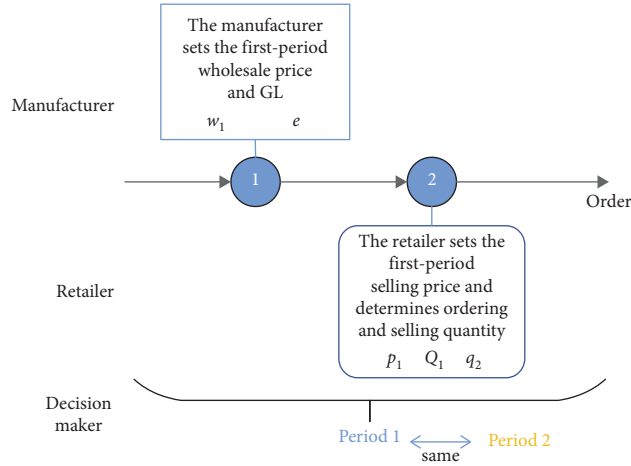 The manufacturer
sets the first-period
wholesale price
and GL
w1 e
Manufacturer
1
2
Order
The retailer sets the
first-period
selling price and
determines ordering
and selling quantity
p1 Q1 q2
Retailer
Decision
maker
Period 1
same
Period 2